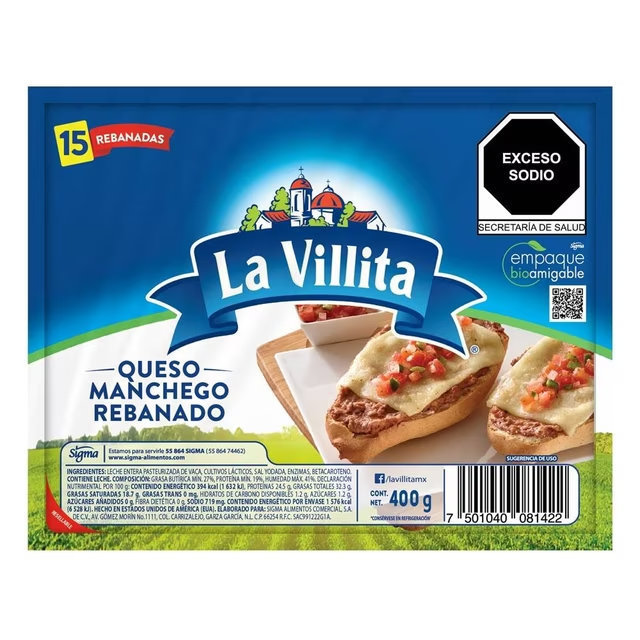 15 REBANADAS
EXCESO
SODIO
SECRETARÍA DE SALUD
Sigma
empaque
bioamigable
La Villita
®
QUESO
MANCHEGO
REBANADO
SUGERENCIA DE USO
Sigma
Estamos para servirle 55 864 SIGMA (55 864 74462)
www.sigma-alimentos.com
INGREDIENTES: LECHE ENTERA PASTEURIZADA DE VACA, CULTIVOS LÁCTICOS, SAL YODADA, ENZIMAS, BETACAROTENO.
CONTIENE LECHE. COMPOSICIÓN: GRASA BUTÍRICA MÍN. 27%, PROTEÍNA MÍN. 19%, HUMEDAD MÁX. 41%. DECLARACIÓN
NUTRIMENTAL POR 100 g: CONTENIDO ENERGÉTICO 394 kcal (1 632 kJ), PROTEÍNAS 24.5 g, GRASAS TOTALES 32.3 g,
GRASAS SATURADAS 18.7 g, GRASAS TRANS 0 mg, HIDRATOS DE CARBONO DISPONIBLES 1.2 g, AZÚCARES 1.2 g,
AZÚCARES AÑADIDOS 0 g, FIBRA DIETÉTICA 0 g, SODIO 719 mg. CONTENIDO ENERGÉTICO POR ENVASE 1 576 kcal
(6 528 kJ). HECHO EN ESTADOS UNIDOS DE AMÉRICA (EUA). ELABORADO PARA: SIGMA ALIMENTOS COMERCIAL, S.A.
DE C.V., AV. GÓMEZ MORÍN No.1111, COL. CARRIZALEJO, GARZA GARCÍA, N.L. C.P. 66254 R.F.C. SAC991222G1A.
RESELLABLE
/lavillitamx
CONT.
NET. 400 g
*CONSÉRVESE EN REFRIGERACIÓN*
7 501040 081422